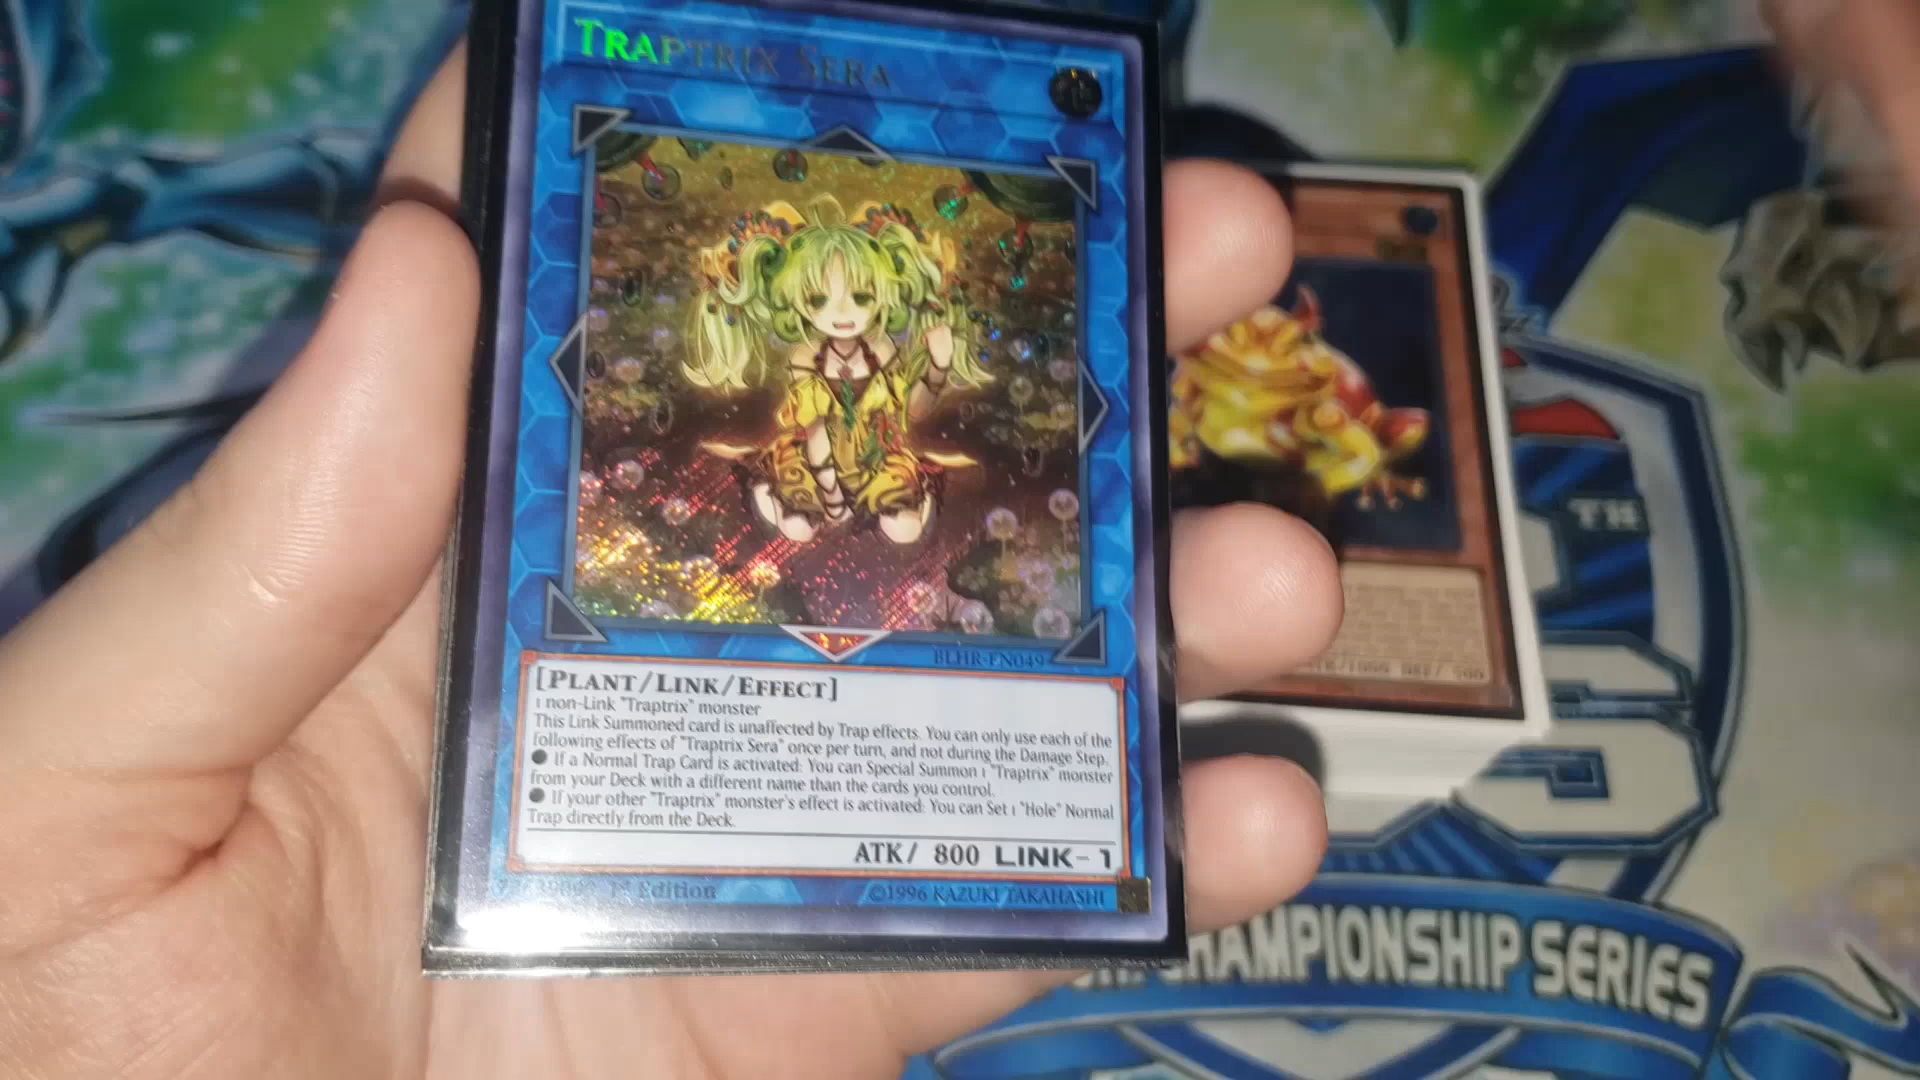 TRAPTRIX SERA
BLHR-EN049
[PLANT/LINK/EFFECT]
1 non-Link "Traptrix" monster
This Link Summoned card is unaffected by Trap effects. You can only use each of the
following effects of "Traptrix Sera" once per turn, and not during the Damage Step.
● If a Normal Trap Card is activated: You can Special Summon 1 "Traptrix" monster
from your Deck with a different name than the cards you control.
● If your other "Traptrix" monster's effect is activated: You can Set 1 "Hole" Normal
Trap directly from the Deck.
ATK/ 800 LINK-1
1st Edition
©1996 KAZUKI TAKAHASHI
TH
CHAMPIONSHIP SERIES